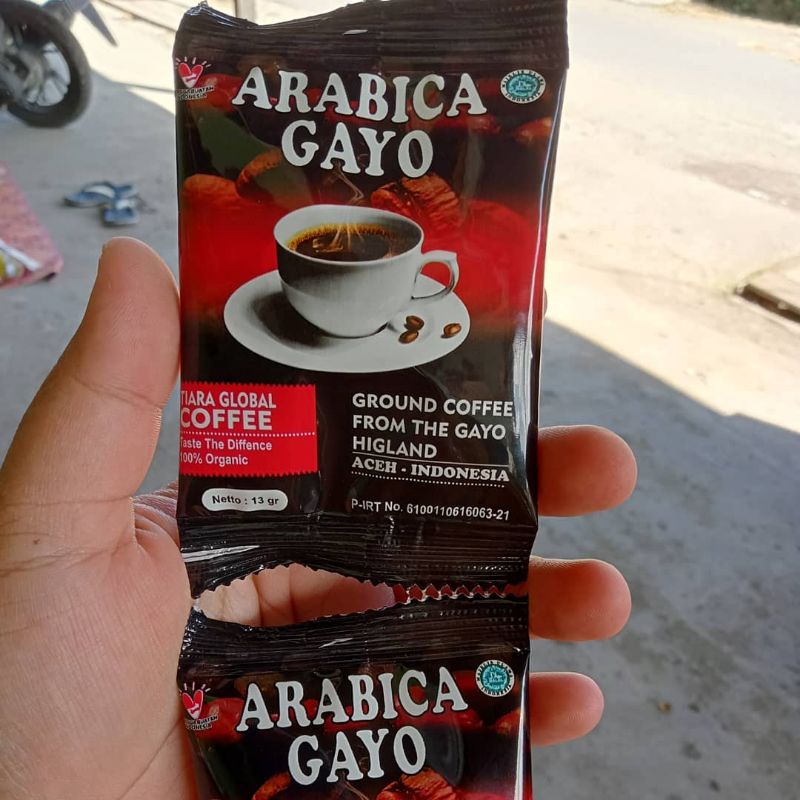 ARABICA
GAYO
TIARA GLOBAL
COFFEE
Taste The Diffence
100% Organic
Netto : 13 gr
GROUND COFFEE
FROM THE GAYO
HIGLAND
ACEH - INDONESIA
P-IRT No. 6100110616063-21
ARABICA
GAYO